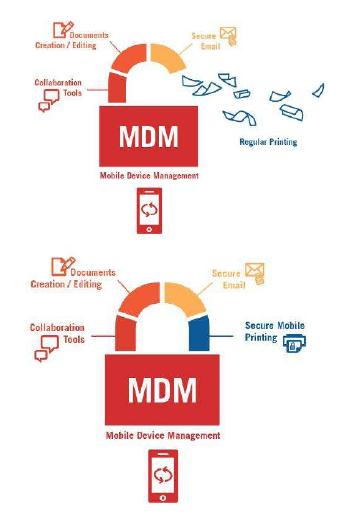 Documents
Creation / Editing
Secure
Email
Collaboration
Tools
MDM
Regular Printing
Mobile Device Management
Documents
Creation / Editing
Secure
Email
Collaboration
Tools
Secure Mobile
Printing
MDM
Mobile Device Management